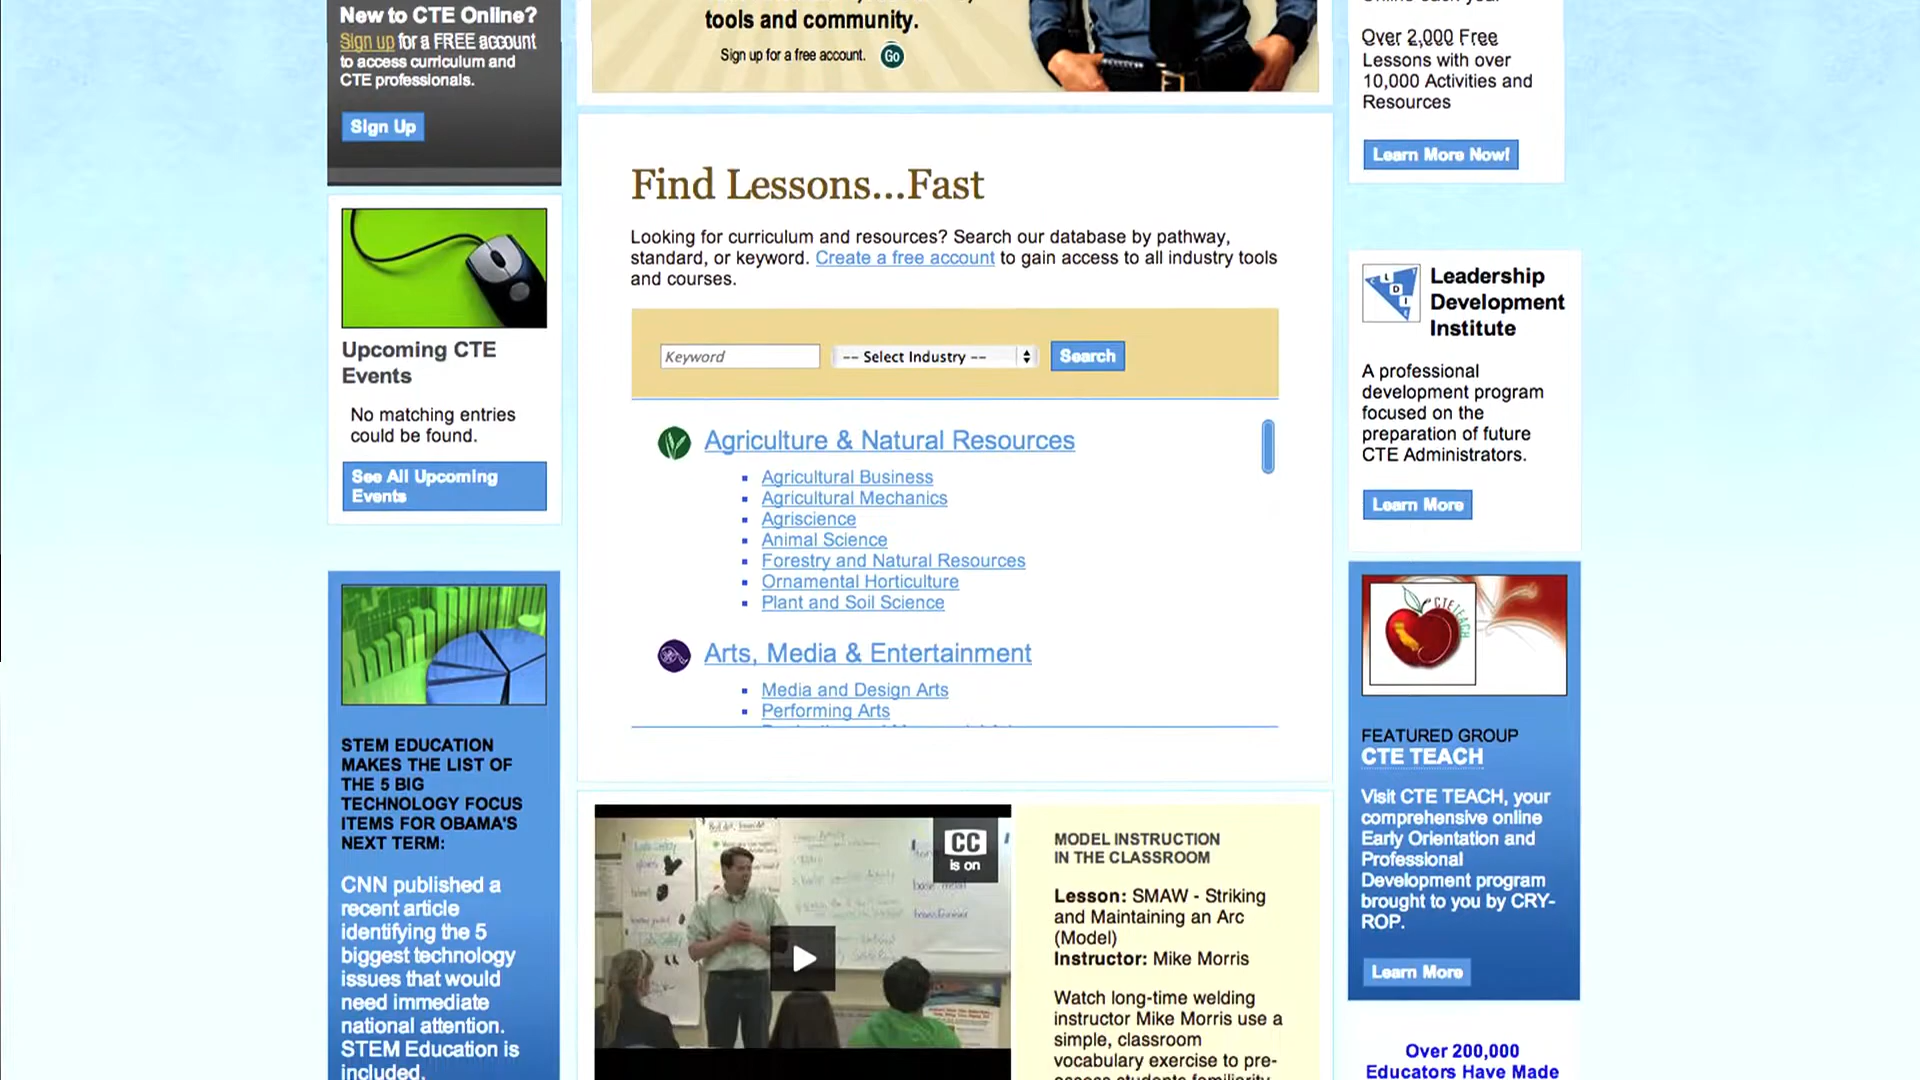 New to CTE Online?
Sign up for a FREE account
to access curriculum and
CTE professionals.
Sign Up
Upcoming CTE
Events
No matching entries
could be found.
See All Upcoming
Events
STEM EDUCATION
MAKES THE LIST OF
THE 5 BIG
TECHNOLOGY FOCUS
ITEMS FOR OBAMA'S
NEXT TERM:
CNN published a
recent article
identifying the 5
biggest technology
issues that would
need immediate
national attention.
STEM Education is
included.
tools and community.
Sign up for a free account. Go
Find Lessons...Fast
Looking for curriculum and resources? Search our database by pathway,
standard, or keyword. Create a free account to gain access to all industry tools
and courses.
Keyword
-- Select Industry --
Search
Agriculture & Natural Resources
Agricultural Business
Agricultural Mechanics
Agriscience
Animal Science
Forestry and Natural Resources
Ornamental Horticulture
Plant and Soil Science
Arts, Media & Entertainment
Media and Design Arts
Performing Arts
CC
is on
MODEL INSTRUCTION
IN THE CLASSROOM
Lesson: SMAW - Striking
and Maintaining an Arc
(Model)
Instructor: Mike Morris
Watch long-time welding
instructor Mike Morris use a
simple, classroom
vocabulary exercise to pre-
Over 2,000 Free
Lessons with over
10,000 Activities and
Resources
Learn More Now!
Leadership
Development
Institute
A professional
development program
focused on the
preparation of future
CTE Administrators.
Learn More
CTE TEACH
FEATURED GROUP
CTE TEACH
Visit CTE TEACH, your
comprehensive online
Early Orientation and
Professional
Development program
brought to you by CRY-
ROP.
Learn More
Over 200,000
Educators Have Made